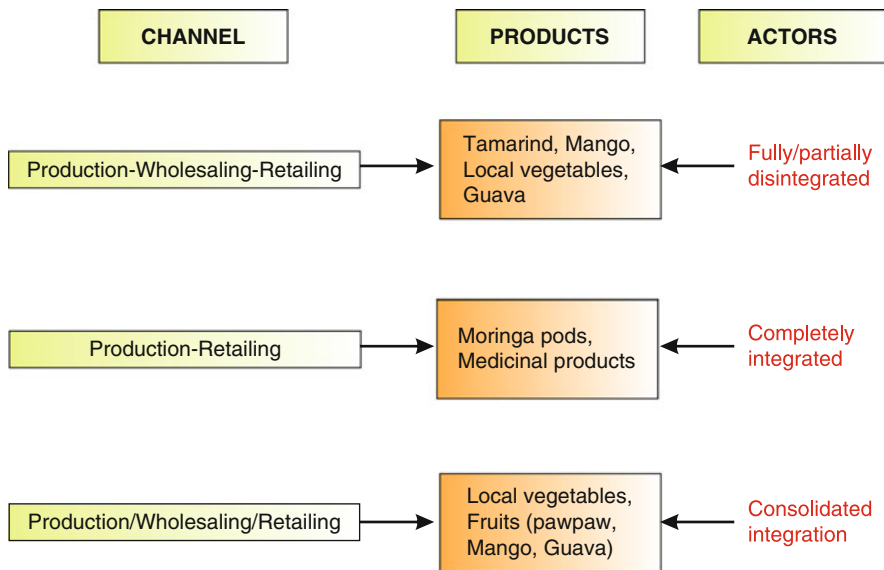 CHANNEL
PRODUCTS
ACTORS
Production-Wholesaling-Retailing
Tamarind, Mango,
Local vegetables,
Guava
Fully/partially
disintegrated
Production-Retailing
Moringa pods,
Medicinal products
Completely
integrated
Production/Wholesaling/Retailing
Local vegetables,
Fruits (pawpaw,
Mango, Guava)
Consolidated
integration